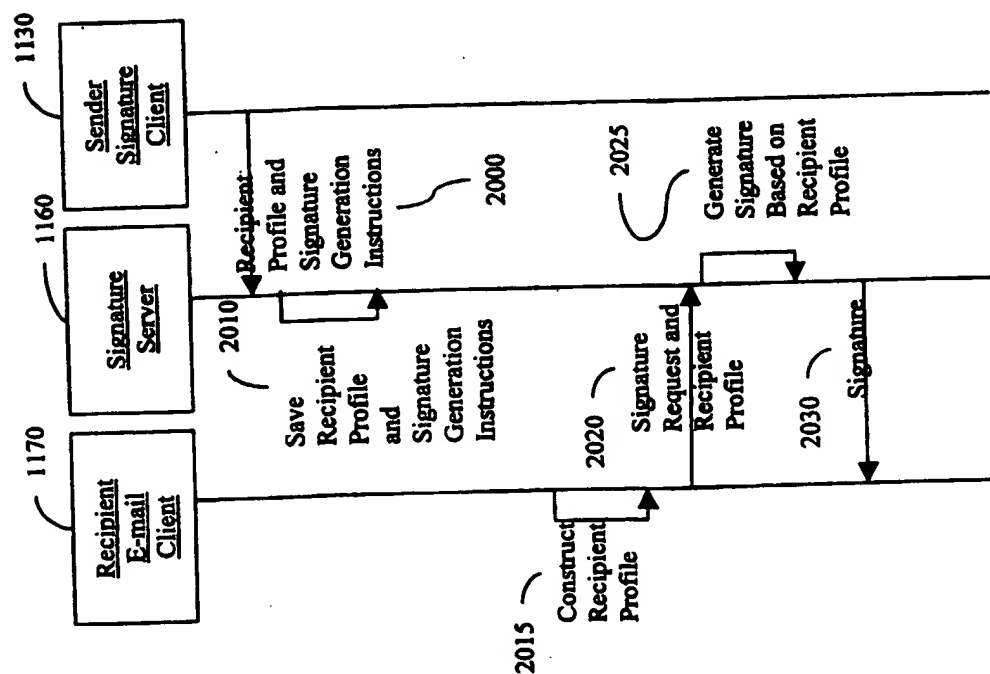 1130
Sender
Signature
Client
1160
Signature
Server
1170
Recipient
E-mail
Client
Recipient
Profile and
Signature
Generation
Instructions
2000
2010
Save
Recipient
Profile
and
Signature
Generation
Instructions
2015
Construct
Recipient
Profile
2020
Signature
Request and
Recipient
Profile
2025
Generate
Signature
Based on
Recipient
Profile
2030
Signature